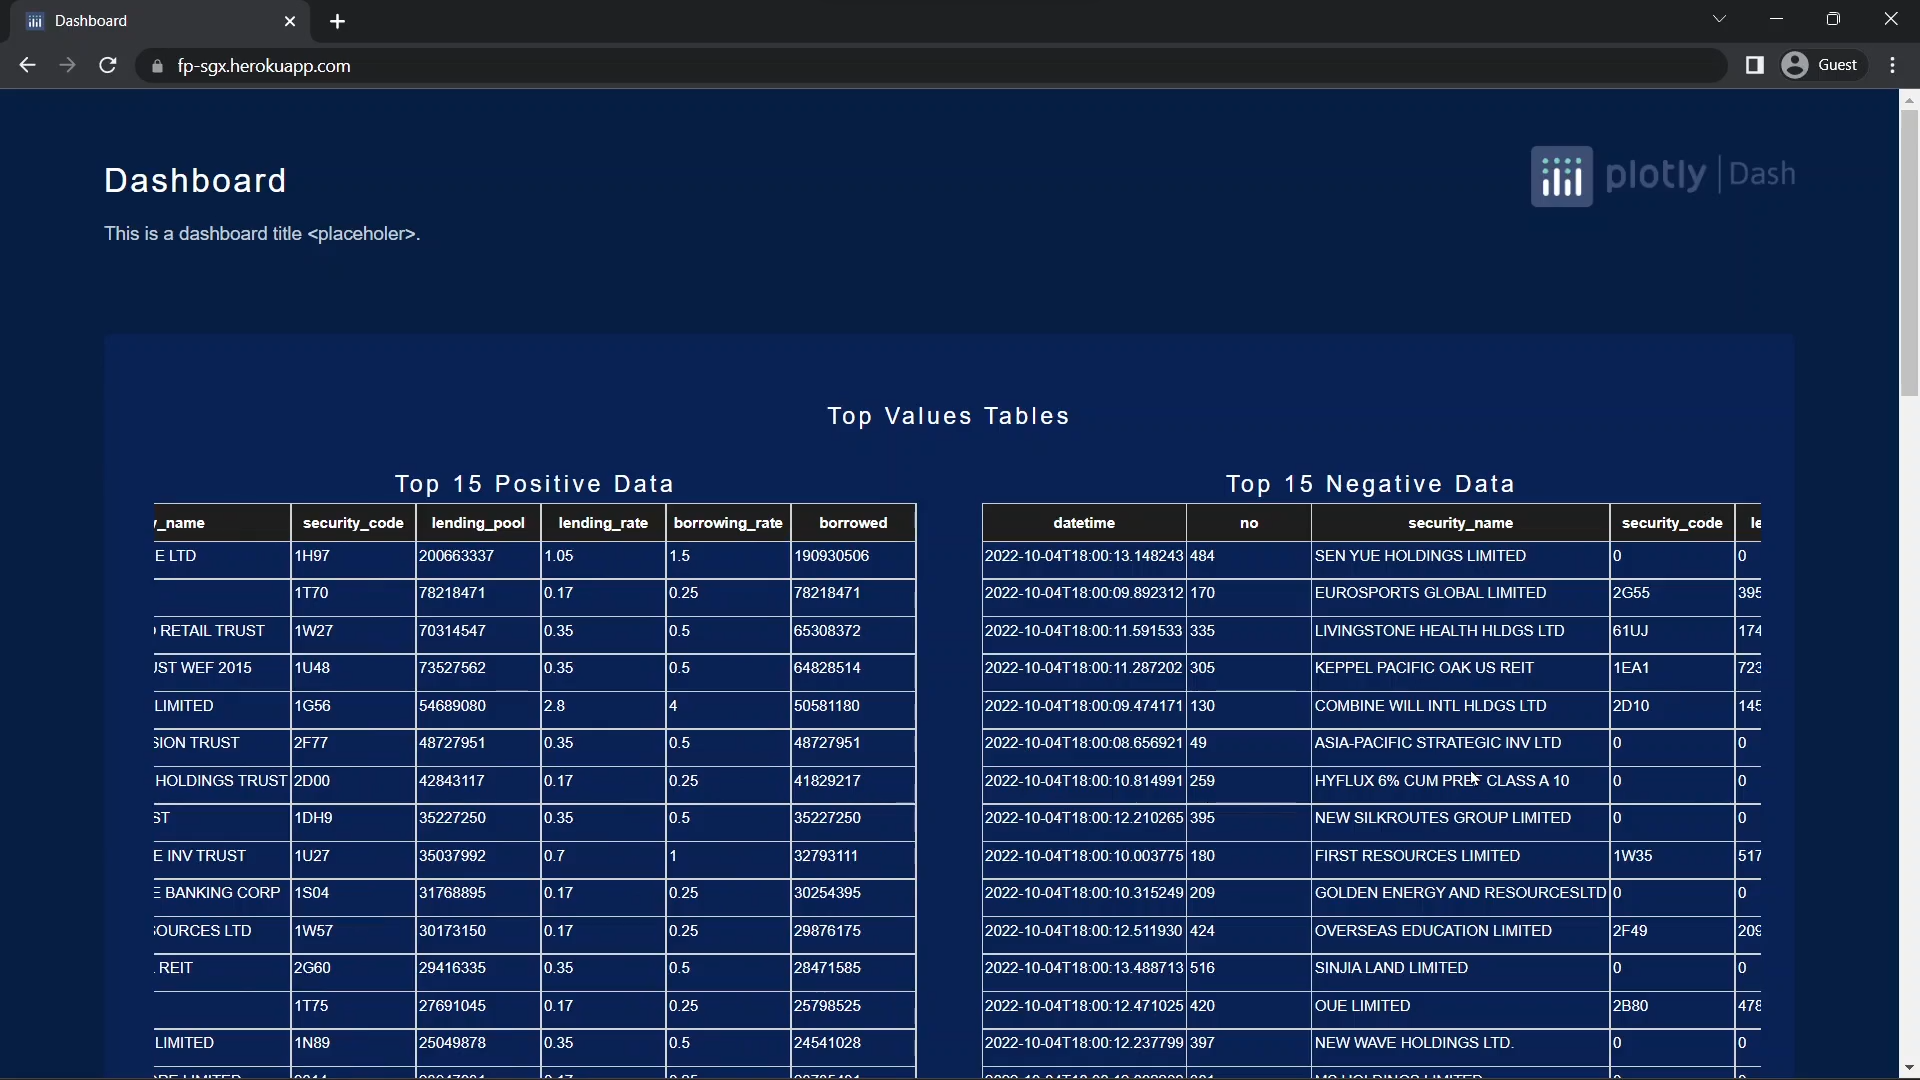 Dashboard
fp-sgx.herokuapp.com
Guest
Dashboard
plotly | Dash
This is a dashboard title <placeholer>.
Top Values Tables
Top 15 Positive Data
_name security_code lending_pool lending_rate borrowing_rate borrowed
E LTD 1H97 200663337 1.05 1.5 190930506
1T70 78218471 0.17 0.25 78218471
RETAIL TRUST 1W27 70314547 0.35 0.5 65308372
ST WEF 2015 1U48 73527562 0.35 0.5 64828514
LIMITED 1G56 54689080 2.8 4 50581180
SION TRUST 2F77 48727951 0.35 0.5 48727951
HOLDINGS TRUST 2D00 42843117 0.17 0.25 41829217
ST 1DH9 35227250 0.35 0.5 35227250
E INV TRUST 1U27 35037992 0.7 1 32793111
E BANKING CORP 1S04 31768895 0.17 0.25 30254395
OURCES LTD 1W57 30173150 0.17 0.25 29876175
REIT 2G60 29416335 0.35 0.5 28471585
1T75 27691045 0.17 0.25 25798525
LIMITED 1N89 25049878 0.35 0.5 24541028
Top 15 Negative Data
datetime no security_name security_code le
2022-10-04T18:00:13.148243 484 SEN YUE HOLDINGS LIMITED 0 0
2022-10-04T18:00:09.892312 170 EUROSPORTS GLOBAL LIMITED 2G55 395
2022-10-04T18:00:11.591533 335 LIVINGSTONE HEALTH HLDGS LTD 61UJ 174
2022-10-04T18:00:11.287202 305 KEPPEL PACIFIC OAK US REIT 1EA1 723
2022-10-04T18:00:09.474171 130 COMBINE WILL INTL HLDGS LTD 2D10 145
2022-10-04T18:00:08.656921 49 ASIA-PACIFIC STRATEGIC INV LTD 0 0
2022-10-04T18:00:10.814991 259 HYFLUX 6% CUM PREF CLASS A 10 0 0
2022-10-04T18:00:12.210265 395 NEW SILKROUTES GROUP LIMITED 0 0
2022-10-04T18:00:10.003775 180 FIRST RESOURCES LIMITED 1W35 517
2022-10-04T18:00:10.315249 209 GOLDEN ENERGY AND RESOURCESLTD 0 0
2022-10-04T18:00:12.511930 424 OVERSEAS EDUCATION LIMITED 2F49 209
2022-10-04T18:00:13.488713 516 SINJIA LAND LIMITED 0 0
2022-10-04T18:00:12.471025 420 OUE LIMITED 2B80 478
2022-10-04T18:00:12.237799 397 NEW WAVE HOLDINGS LTD. 0 0